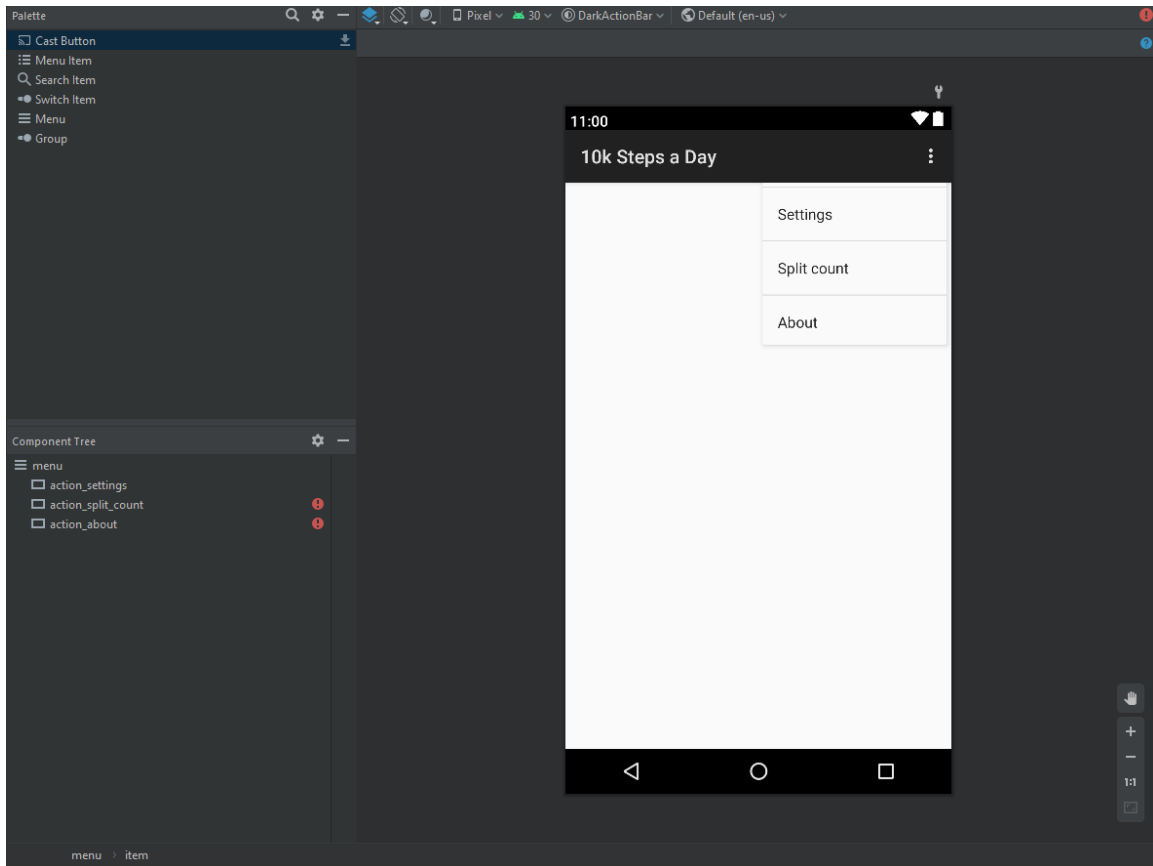 Palette
Pixel 30 DarkActionBar Default (en-us)
Cast Button
Menu Item
Search Item
Switch Item
Menu
Group
11:00
10k Steps a Day
Settings
Split count
About
Component Tree
menu
action_settings
action_split_count
action_about
1:1
menu > item